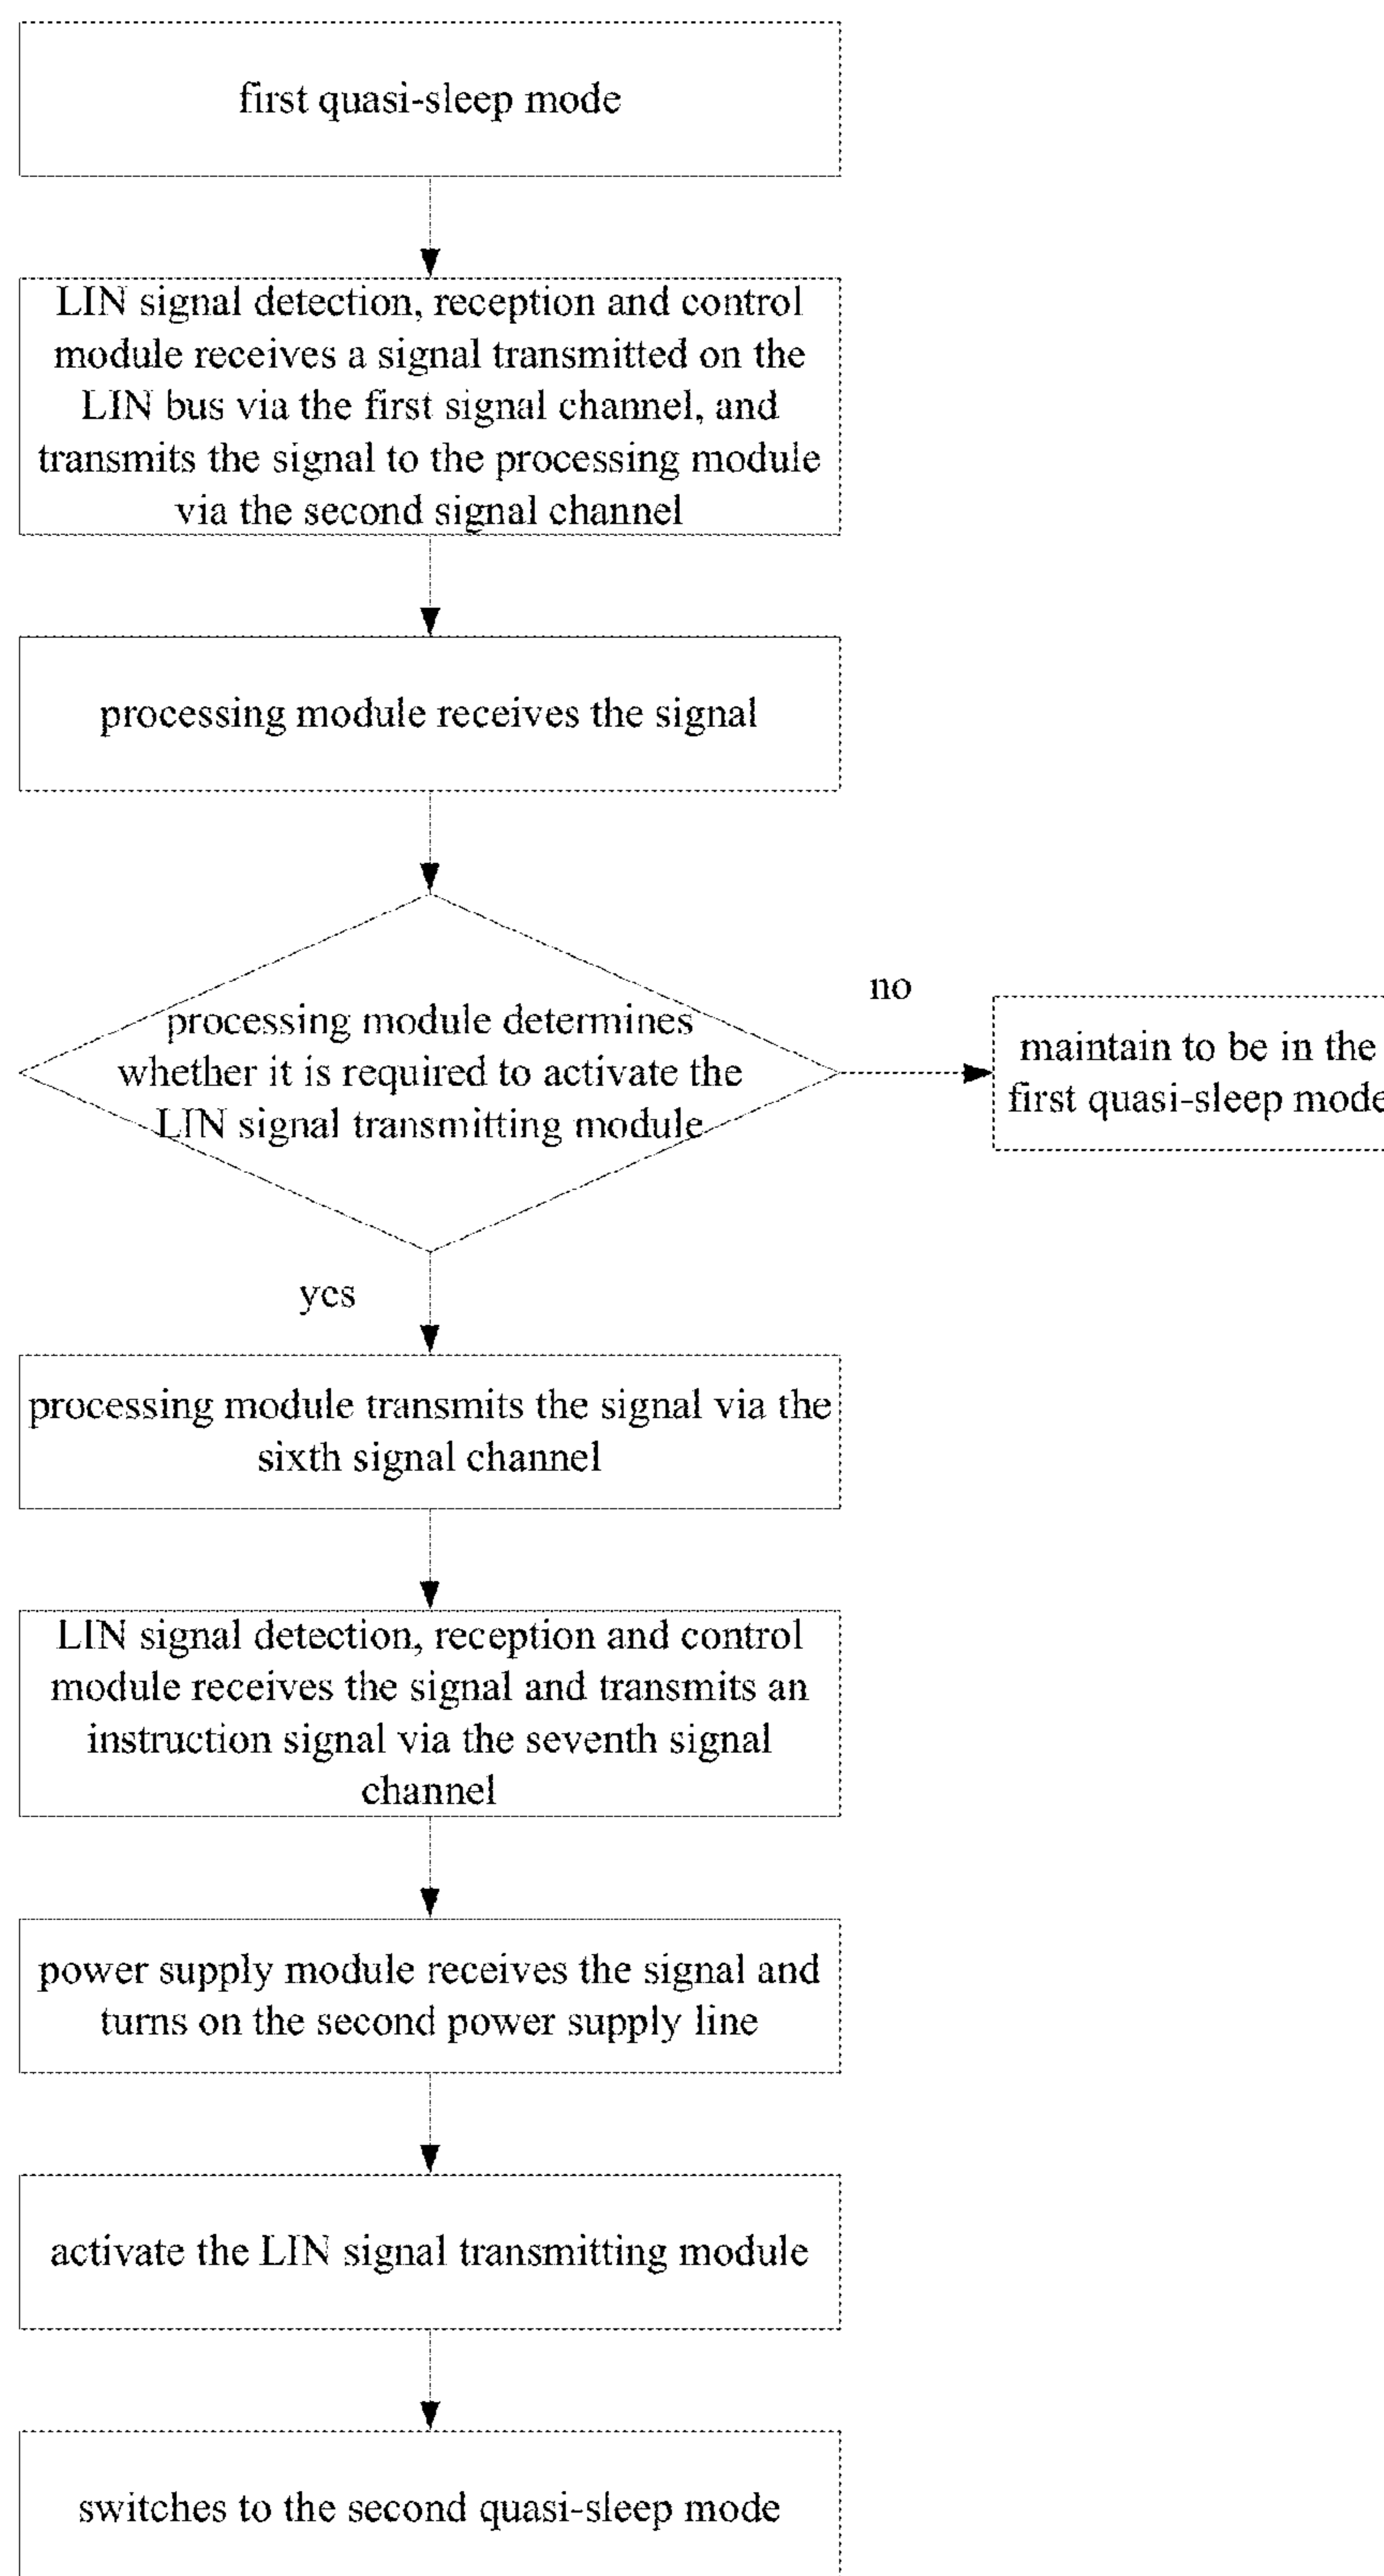 first quasi-sleep mode
LIN signal detection, reception and control
module receives a signal transmitted on the
LIN bus via the first signal channel, and
transmits the signal to the processing module
via the second signal channel
processing module receives the signal
processing module determines
whether it is required to activate the
LIN signal transmitting module
no
maintain to be in the
first quasi-sleep mode
yes
processing module transmits the signal via the
sixth signal channel
LIN signal detection, reception and control
module receives the signal and transmits an
instruction signal via the seventh signal
channel
power supply module receives the signal and
turns on the second power supply line
activate the LIN signal transmitting module
switches to the second quasi-sleep mode